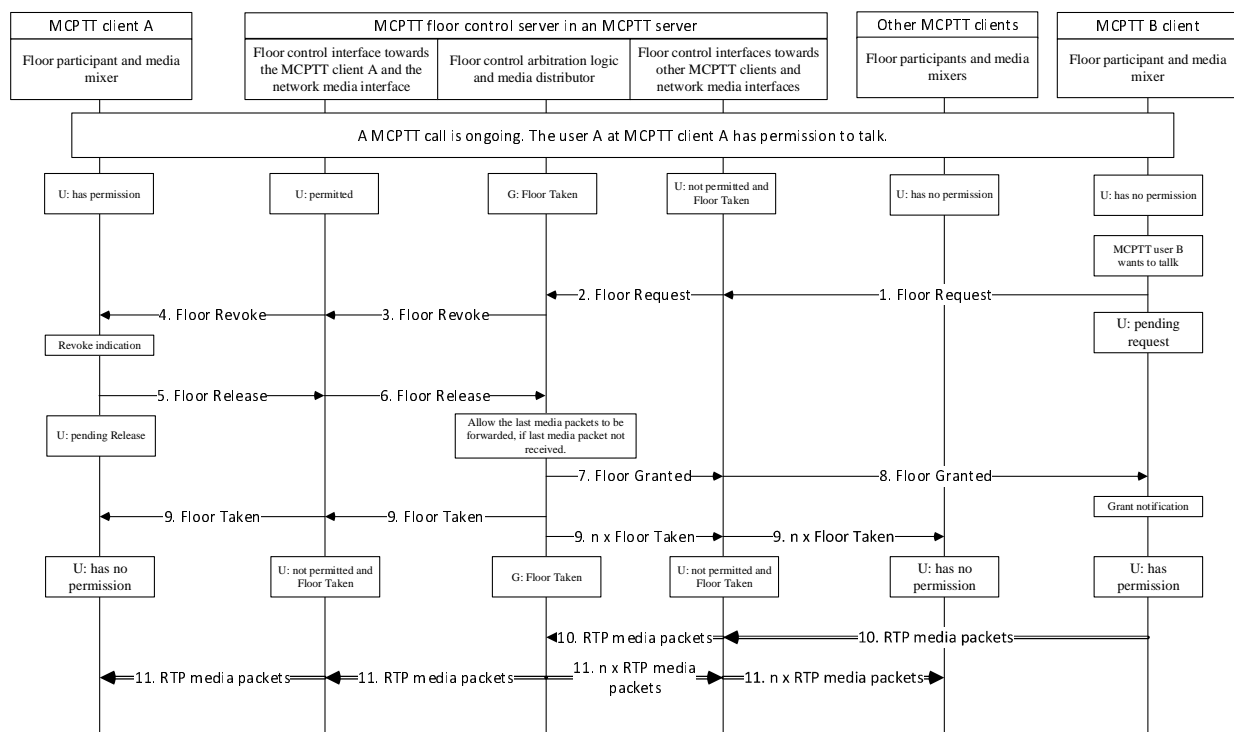 MCPTT client A
MCPTT floor control server in an MCPTT server
Other MCPTT clients
MCPTT B client
Floor participant and media
mixer
Floor control interface towards
the MCPTT client A and the
network media interface
Floor control arbitration logic
and media distributor
Floor control interfaces towards
other MCPTT clients and
network media interfaces
Floor participants and media
mixers
Floor participant and media
mixer
A MCPTT call is ongoing. The user A at MCPTT client A has permission to talk.
U: has permission
U: permitted
G: Floor Taken
U: not permitted and
Floor Taken
U: has no permission
U: has no permission
MCPTT user B
wants to tallk
2. Floor Request
1. Floor Request
4. Floor Revoke
3. Floor Revoke
U: pending
request
Revoke indication
5. Floor Release
6. Floor Release
U: pending Release
Allow the last media packets to be
forwarded, if last media packet not
received.
7. Floor Granted
8. Floor Granted
Grant notification
9. Floor Taken
9. Floor Taken
9. n x Floor Taken
9. n x Floor Taken
U: has no
permission
U: not permitted and
Floor Taken
G: Floor Taken
U: not permitted and
Floor Taken
U: has no
permission
U: has
permission
10. RTP media packets
10. RTP media packets
11. RTP media packets
11. RTP media packets
11. n x RTP media
packets
11. n x RTP media packets